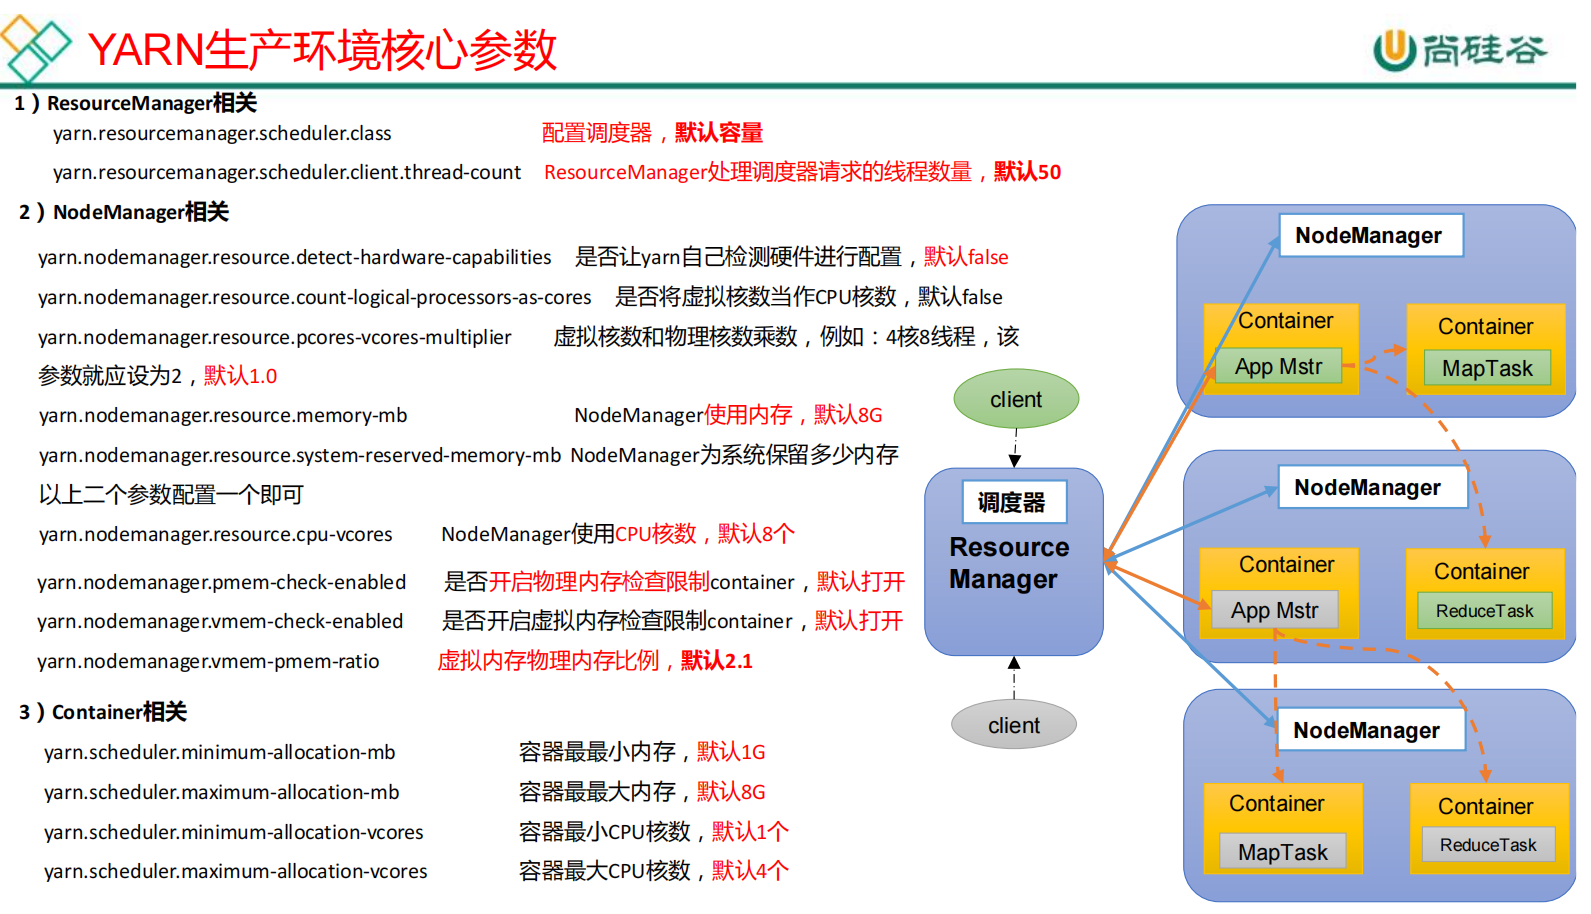 YARN生产环境核心参数
尚硅谷
1）ResourceManager相关
yarn.resourcemanager.scheduler.class 配置调度器，默认容量
yarn.resourcemanager.scheduler.client.thread-count ResourceManager处理调度器请求的线程数量，默认50
2）NodeManager相关
yarn.nodemanager.resource.detect-hardware-capabilities 是否让yarn自己检测硬件进行配置，默认false
yarn.nodemanager.resource.count-logical-processors-as-cores 是否将虚拟核数当作CPU核数，默认false
yarn.nodemanager.resource.pcores-vcores-multiplier 虚拟核数和物理核数乘数，例如：4核8线程，该
参数就应设为2，默认1.0
yarn.nodemanager.resource.memory-mb NodeManager使用内存，默认8G
yarn.nodemanager.resource.system-reserved-memory-mb NodeManager为系统保留多少内存
以上二个参数配置一个即可
yarn.nodemanager.resource.cpu-vcores NodeManager使用CPU核数，默认8个
yarn.nodemanager.pmem-check-enabled 是否开启物理内存检查限制container，默认打开
yarn.nodemanager.vmem-check-enabled 是否开启虚拟内存检查限制container，默认打开
yarn.nodemanager.vmem-pmem-ratio 虚拟内存物理内存比例，默认2.1
3）Container相关
yarn.scheduler.minimum-allocation-mb 容器最最小内存，默认1G
yarn.scheduler.maximum-allocation-mb 容器最最大内存，默认8G
yarn.scheduler.minimum-allocation-vcores 容器最小CPU核数，默认1个
yarn.scheduler.maximum-allocation-vcores 容器最大CPU核数，默认4个
client
调度器
Resource
Manager
client
NodeManager
Container
App Mstr
Container
MapTask
NodeManager
Container
App Mstr
Container
ReduceTask
NodeManager
Container
MapTask
Container
ReduceTask